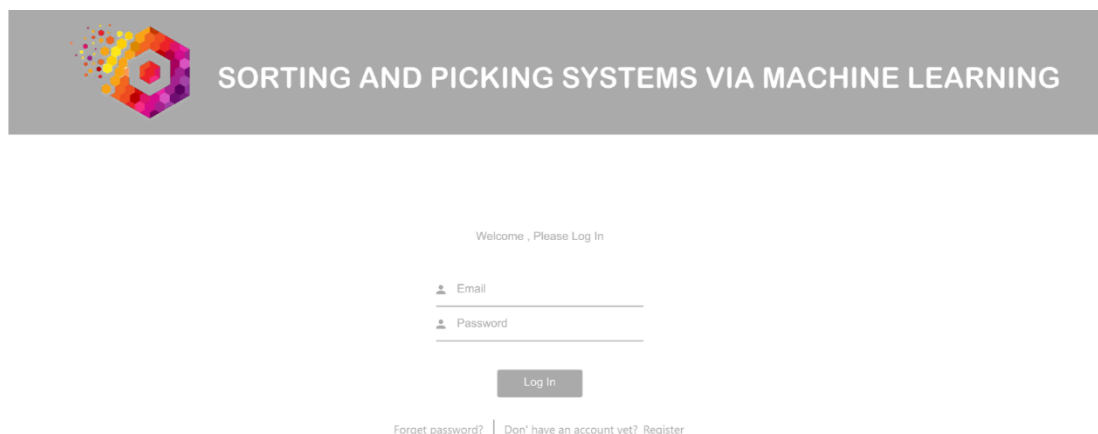 SORTING AND PICKING SYSTEMS VIA MACHINE LEARNING
Welcome , Please Log In
Email
Password
Log In
Forget password? | Don' have an account yet? Register